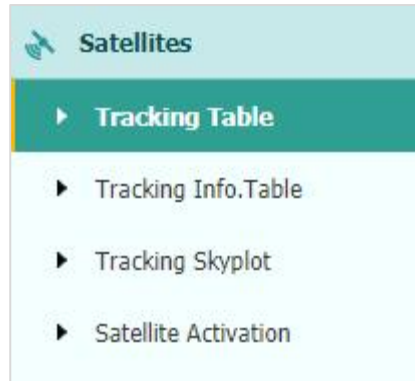 Satellites
Tracking Table
Tracking Info.Table
Tracking Skyplot
Satellite Activation